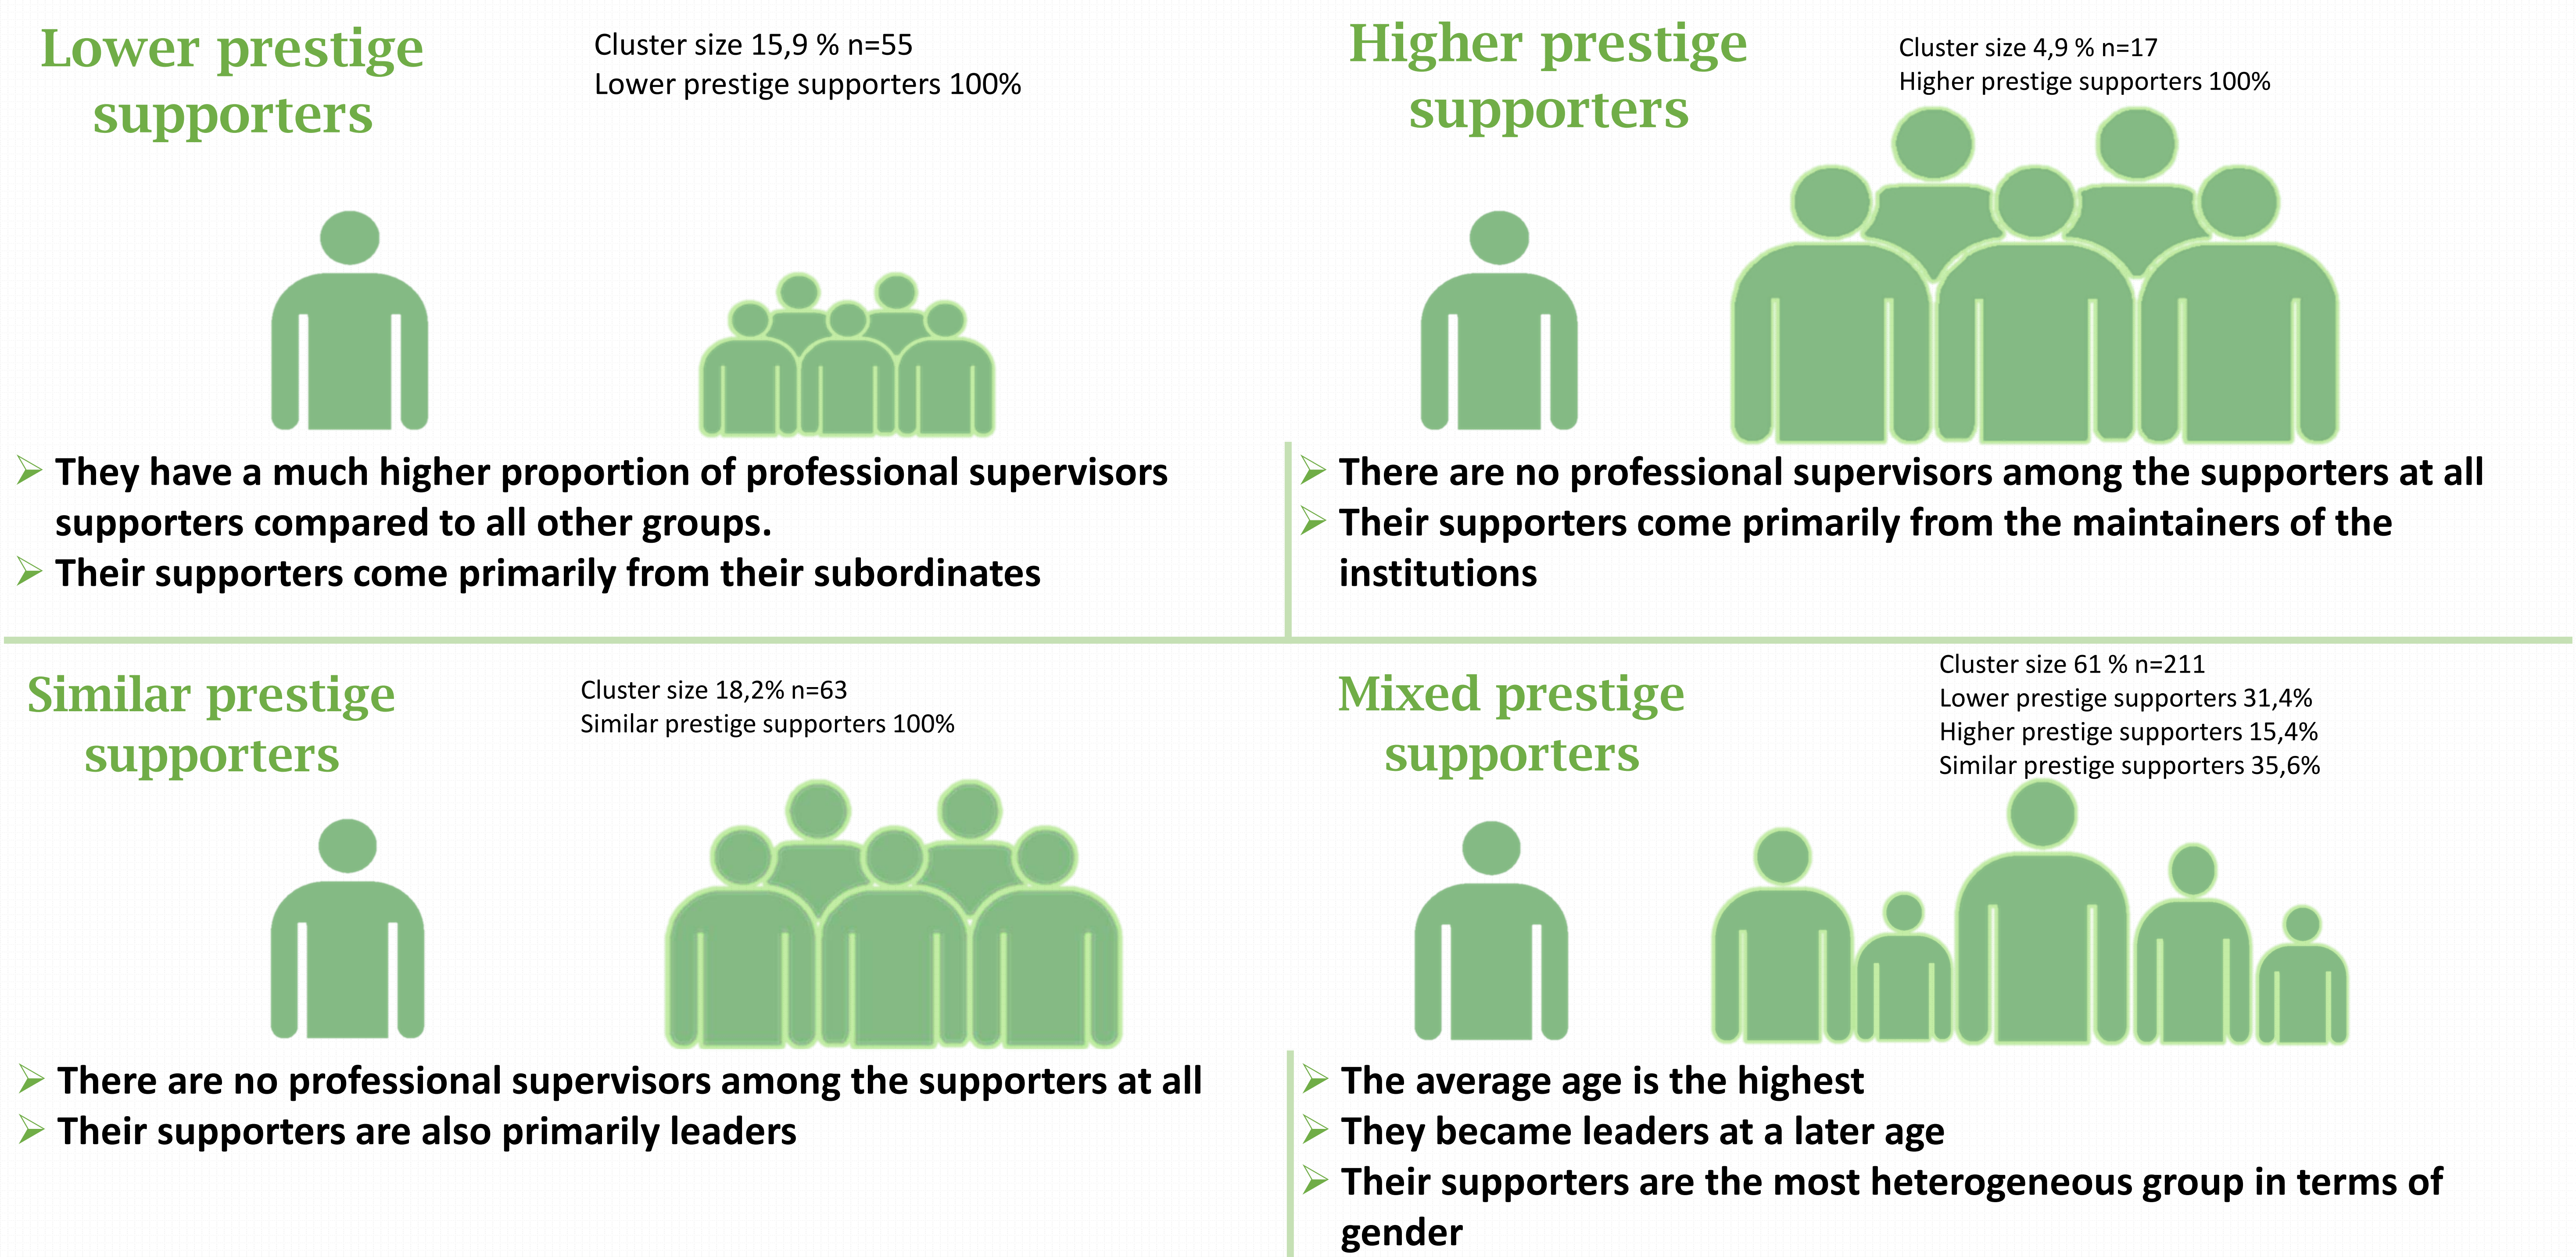 Lower prestige
supporters
Cluster size 15,9 % n=55
Lower prestige supporters 100%
They have a much higher proportion of professional supervisors
supporters compared to all other groups.
Their supporters come primarily from their subordinates
Higher prestige
supporters
Cluster size 4,9 % n=17
Higher prestige supporters 100%
There are no professional supervisors among the supporters at all
Their supporters come primarily from the maintainers of the
institutions
Similar prestige
supporters
Cluster size 18,2% n=63
Similar prestige supporters 100%
There are no professional supervisors among the supporters at all
Their supporters are also primarily leaders
Mixed prestige
supporters
Cluster size 61 % n=211
Lower prestige supporters 31,4%
Higher prestige supporters 15,4%
Similar prestige supporters 35,6%
The average age is the highest
They became leaders at a later age
Their supporters are the most heterogeneous group in terms of
gender